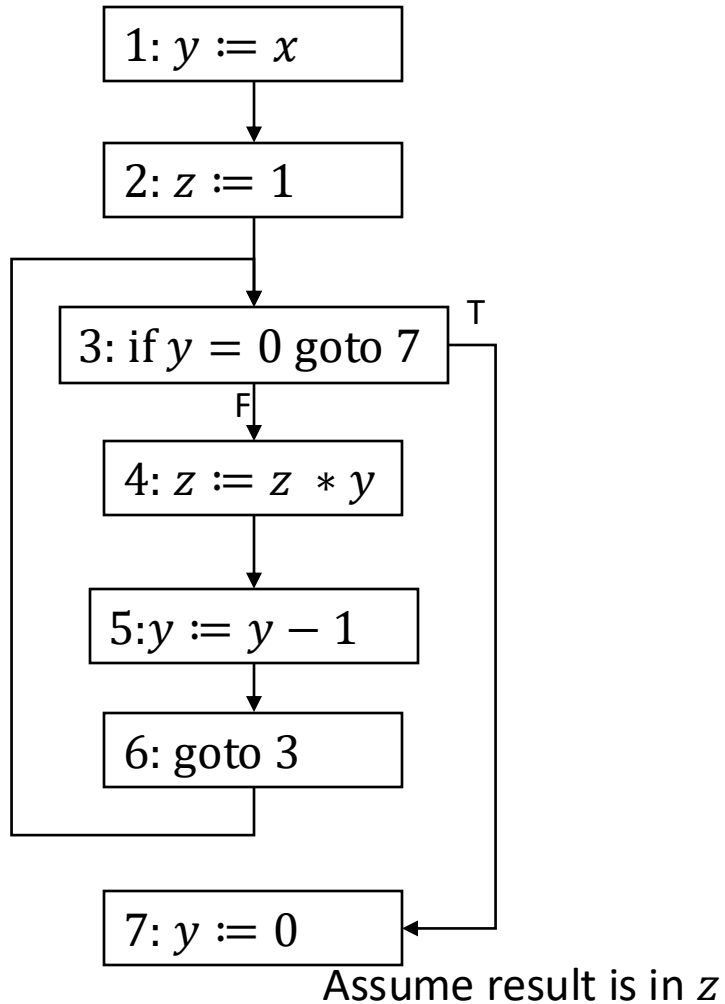 1: y := x
2: z := 1
T
3: if y = 0 goto 7
F
4: z := z * y
5:y := y − 1
6: goto 3
7: y := 0
Assume result is in z